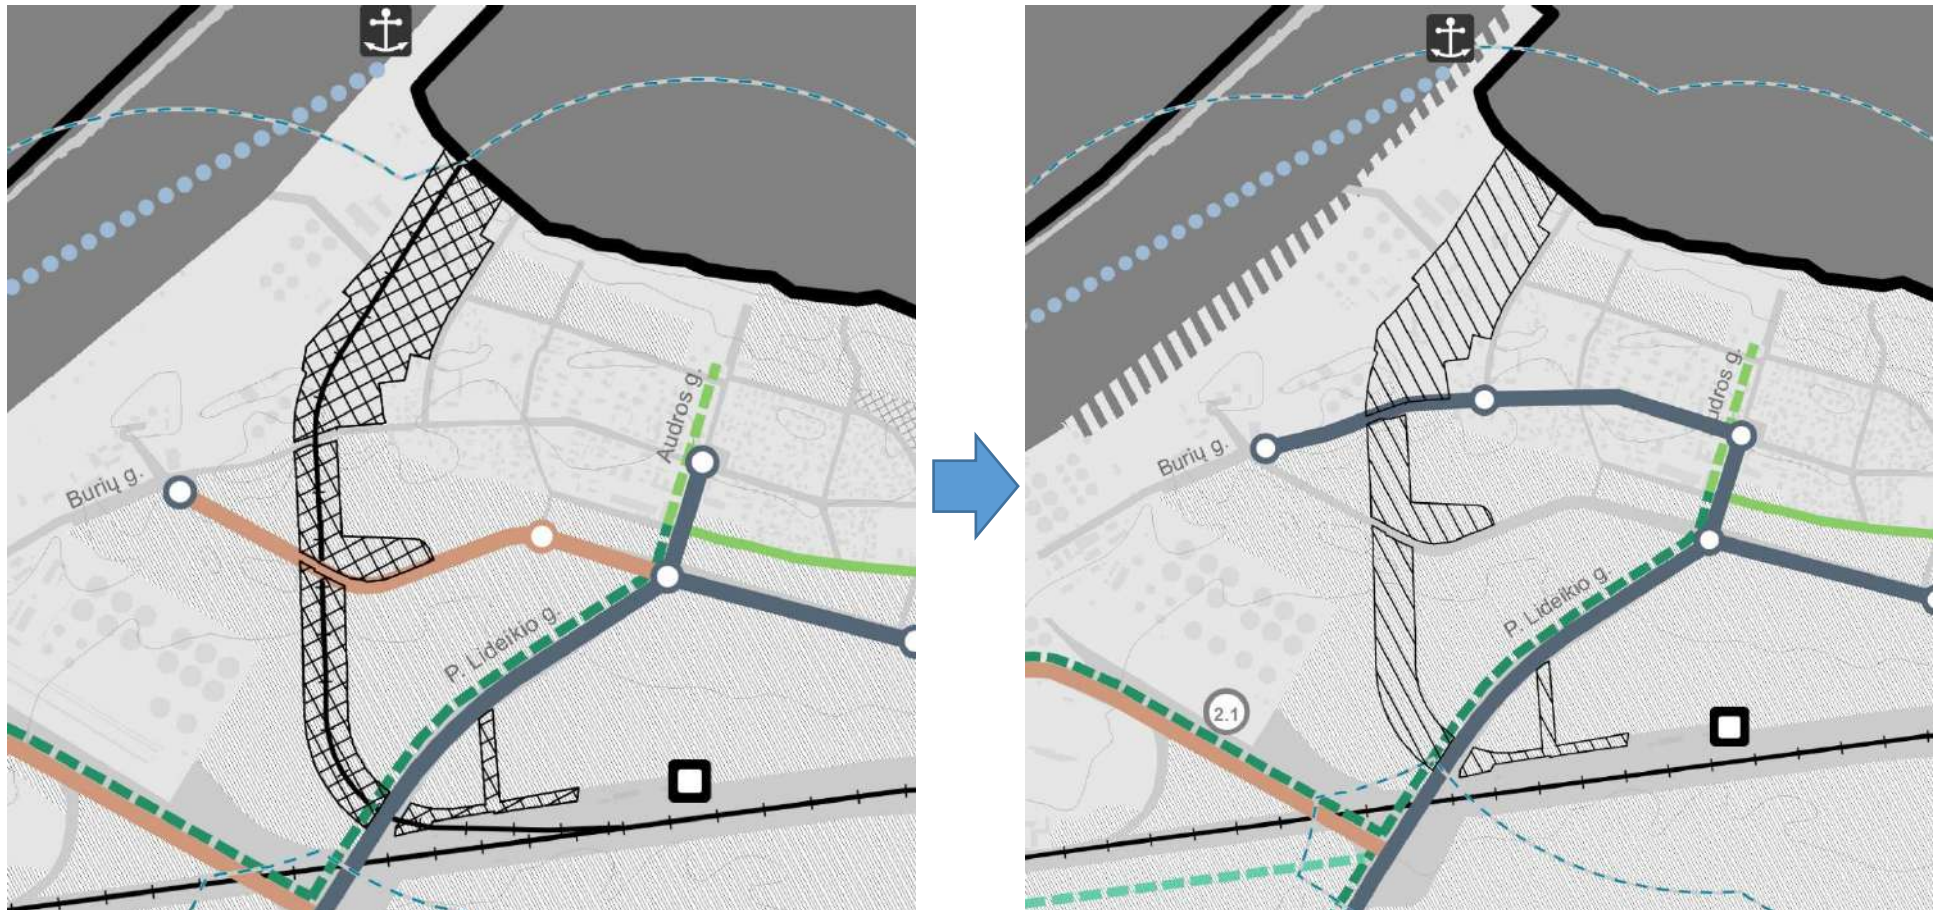 Burių g.
Audros g.
P. Lideikio g.
Burių g.
udros g.
P. Lideikio g.
2.1